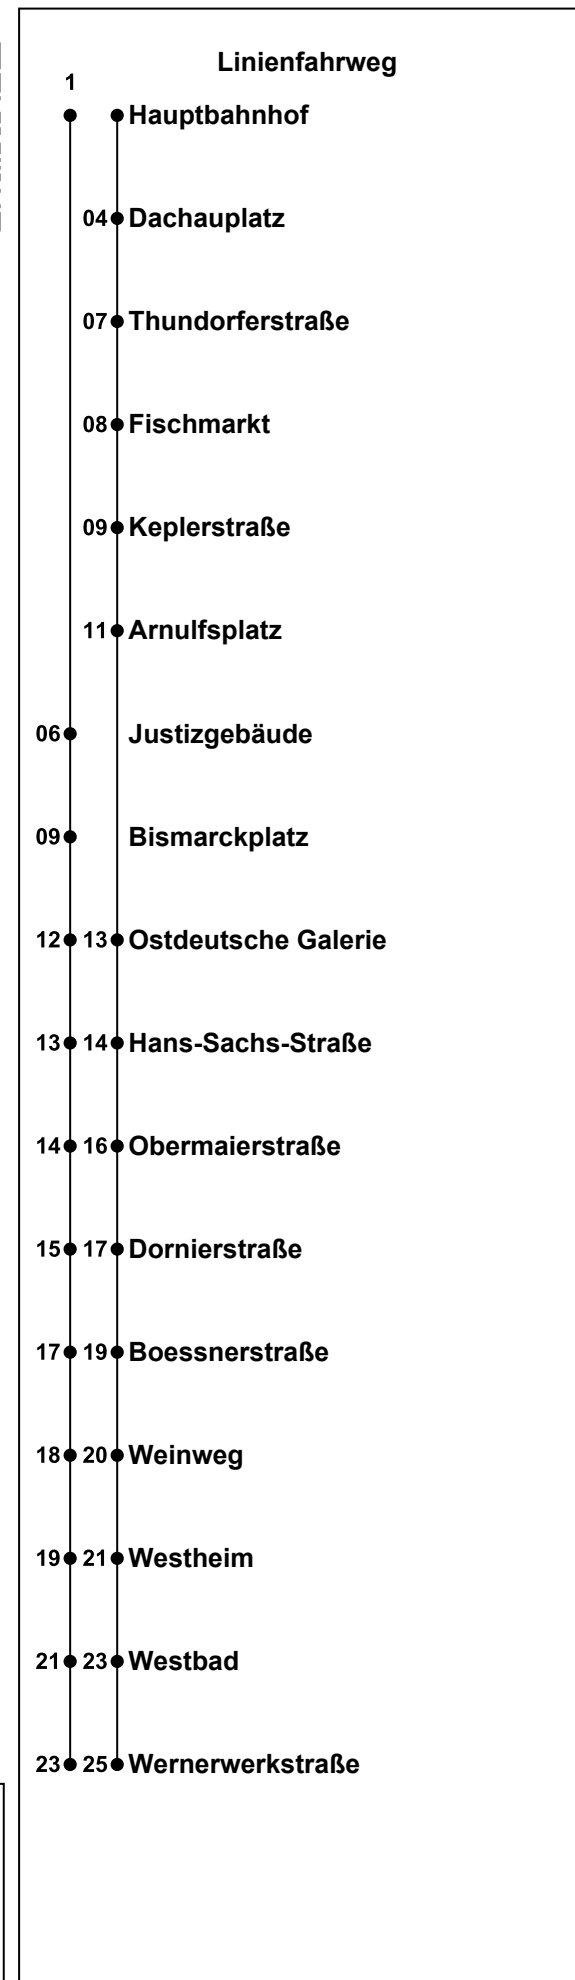 Linienfahrweg
1
Hauptbahnhof
04 Dachauplatz
07 Thundorferstraße
08 Fischmarkt
09 Keplerstraße
11 Arnulfsplatz
06 Justizgebäude
09 Bismarckplatz
12 13 Ostdeutsche Galerie
13 14 Hans-Sachs-Straße
14 16 Obermaierstraße
15 17 Dornierstraße
17 19 Boessnerstraße
18 20 Weinweg
19 21 Westheim
21 23 Westbad
23 25 Wernerwerkstraße